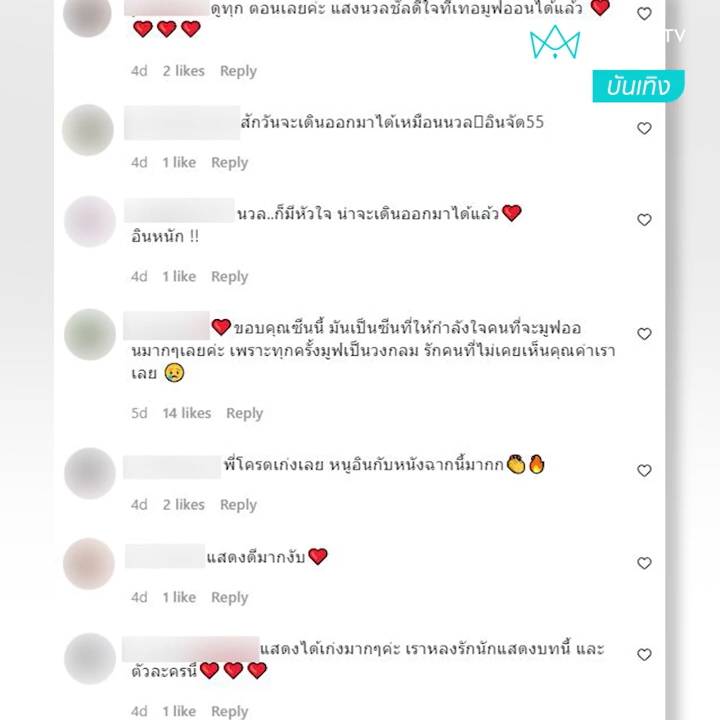 ดูทุก ตอนเลยค่ะ แสงนวลชัลดีใจที่เทอมูฟออนได้แล้ว ❤️
❤️❤️❤️
TV
4d 2 likes Reply
บันเทิง
สักวันจะเดินออกมาได้เหมือนนวล▯อินจัด55
4d 1 like Reply
นวล..ก็มีหัวใจ น่าจะเดินออกมาได้แล้ว❤️
อินหนัก !!
4d 1 like Reply
❤️ขอบคุณซีนนี้ มันเป็นซีนที่ให้กำลังใจคนที่จะมูฟออ
นมากๆเลยค่ะ เพราะทุกครั้งมูฟเป็นวงกลม รักคนที่ไม่เคยเห็นคุณค่าเรา
เลย 😢
5d 14 likes Reply
พี่โครตเก่งเลย หนูอินกับหนังฉากนี้มากก👏🔥
4d 2 likes Reply
แสดงดีมากงับ❤️
4d 1 like Reply
แสดงได้เก่งมากๆค่ะ เราหลงรักนักแสดงบทนี้ และ
ตัวละครนี้❤️❤️❤️
4d 1 like Reply